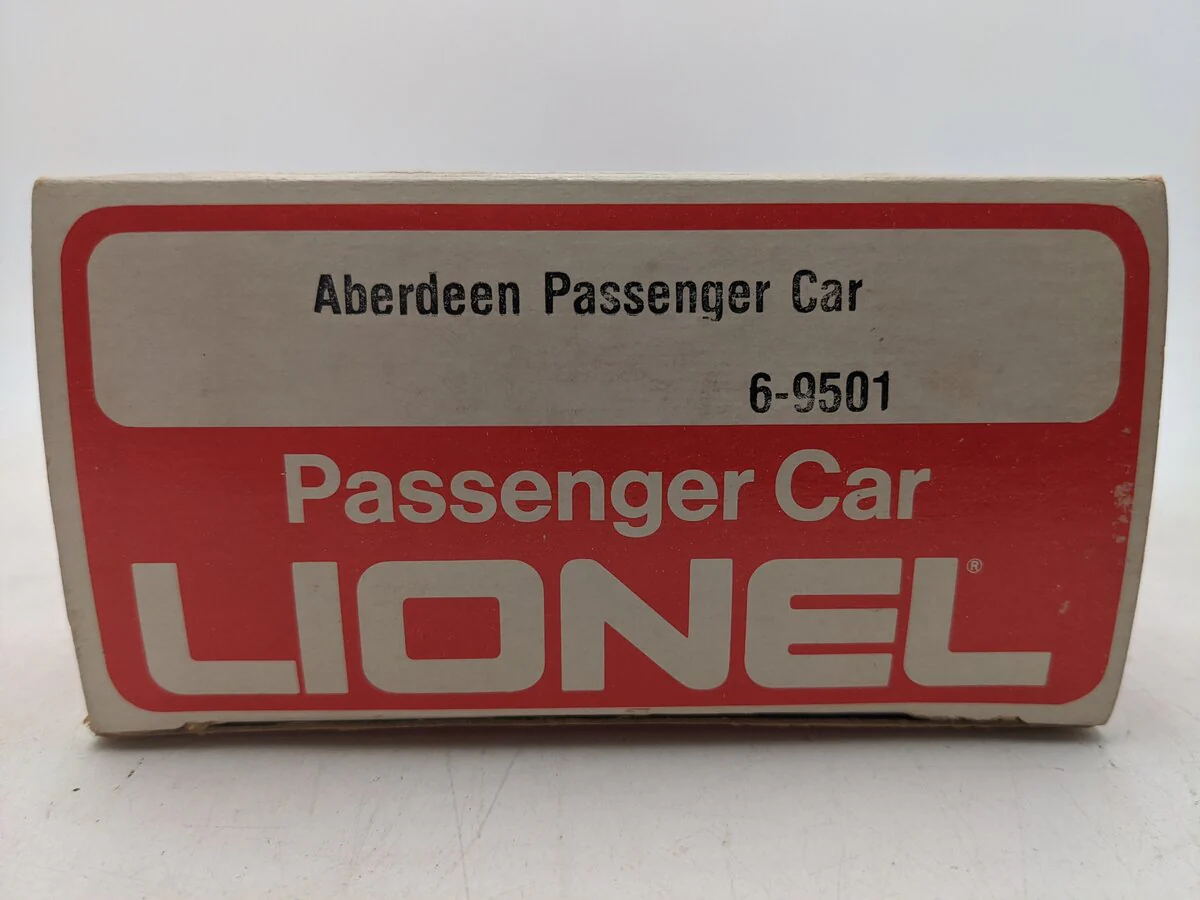 Aberdeen Passenger Car
6-9501
Passenger Car
LIONEL®